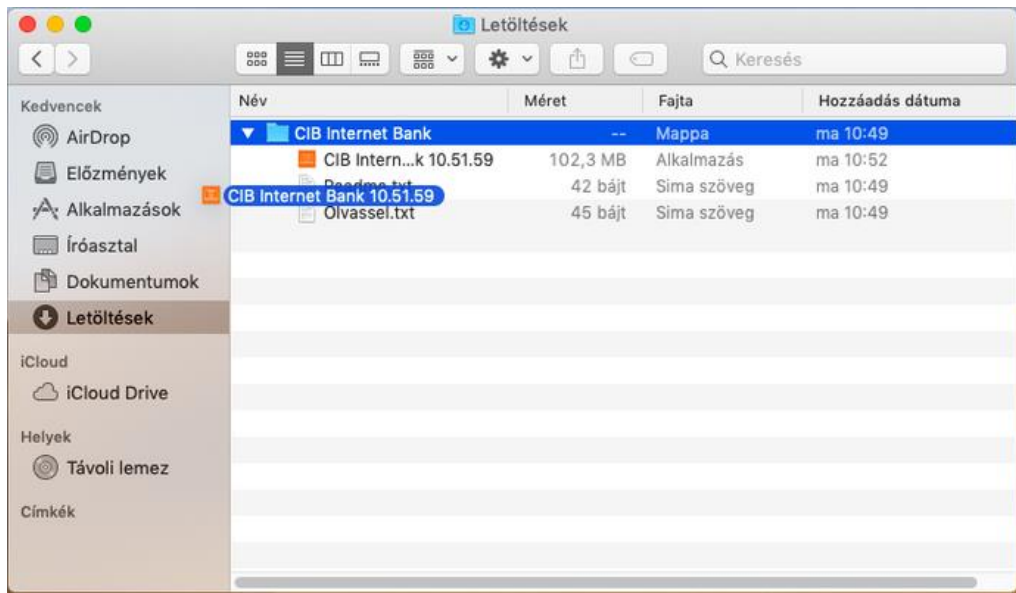 Letöltések
Keresés
Kedvencek
AirDrop
Előzmények
Alkalmazások
Íróasztal
Dokumentumok
Letöltések
iCloud
iCloud Drive
Helyek
Távoli lemez
Címkék
Név Méret Fajta Hozzáadás dátuma
CIB Internet Bank -- Mappa ma 10:49
CIB Intern...k 10.51.59 102,3 MB Alkalmazás ma 10:52
Readme.txt 42 bájt Sima szöveg ma 10:49
CIB Internet Bank 10.51.59
Olvassel.txt 45 bájt Sima szöveg ma 10:49